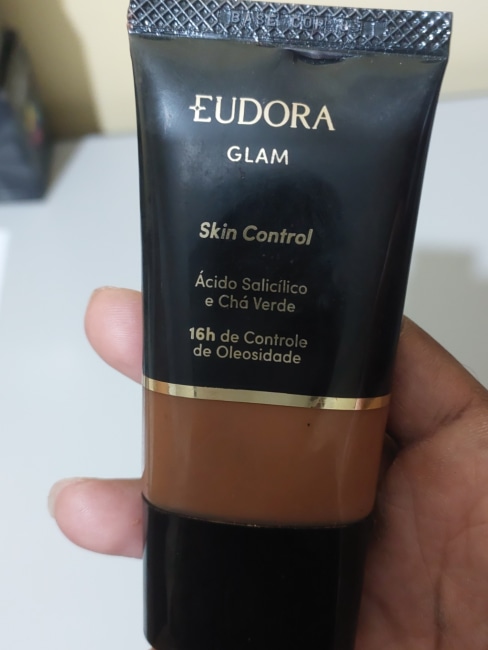 EUDORA
GLAM
Skin Control
Ácido Salicílico
e Chá Verde
16h de Controle
de Oleosidade